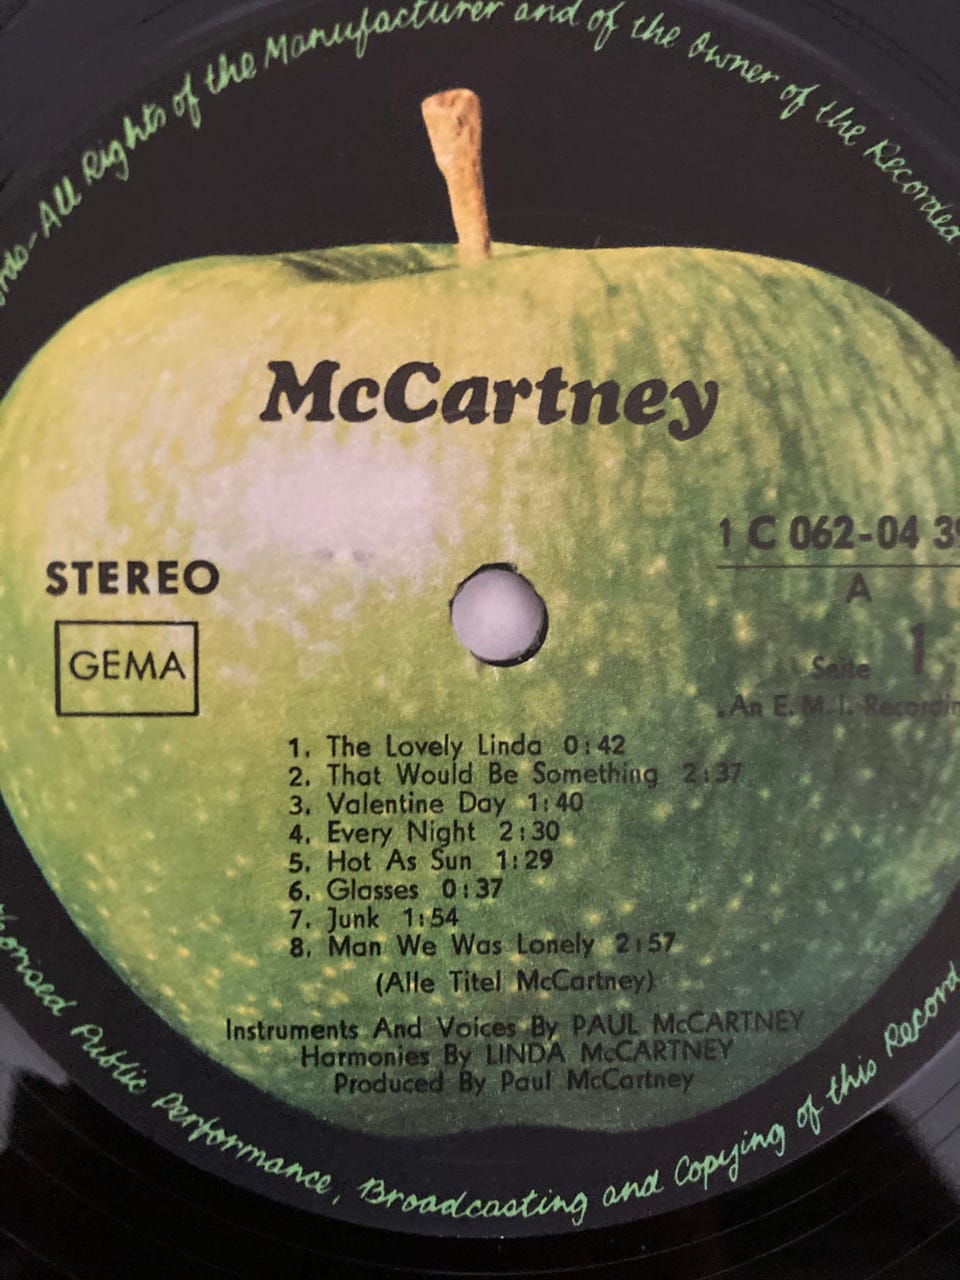 rds-All Rights of the Manufacturer and of the Owner of the Recorded
McCartney
STEREO
GEMA
1 C 062-04 39
A
Seite 1
„An E.M.I. Recordin
1. The Lovely Linda 0:42
2. That Would Be Something 2:37
3. Valentine Day 1:40
4. Every Night 2:30
5. Hot As Sun 1:29
6. Glasses 0:37
7. Junk 1:54
8. Man We Was Lonely 2:57
(Alle Titel McCartney)
Instruments And Voices By PAUL McCARTNEY
Harmonies By LINDA McCARTNEY
Produced By Paul McCartney
thorised Public Performance, Broadcasting and Copying of this Record